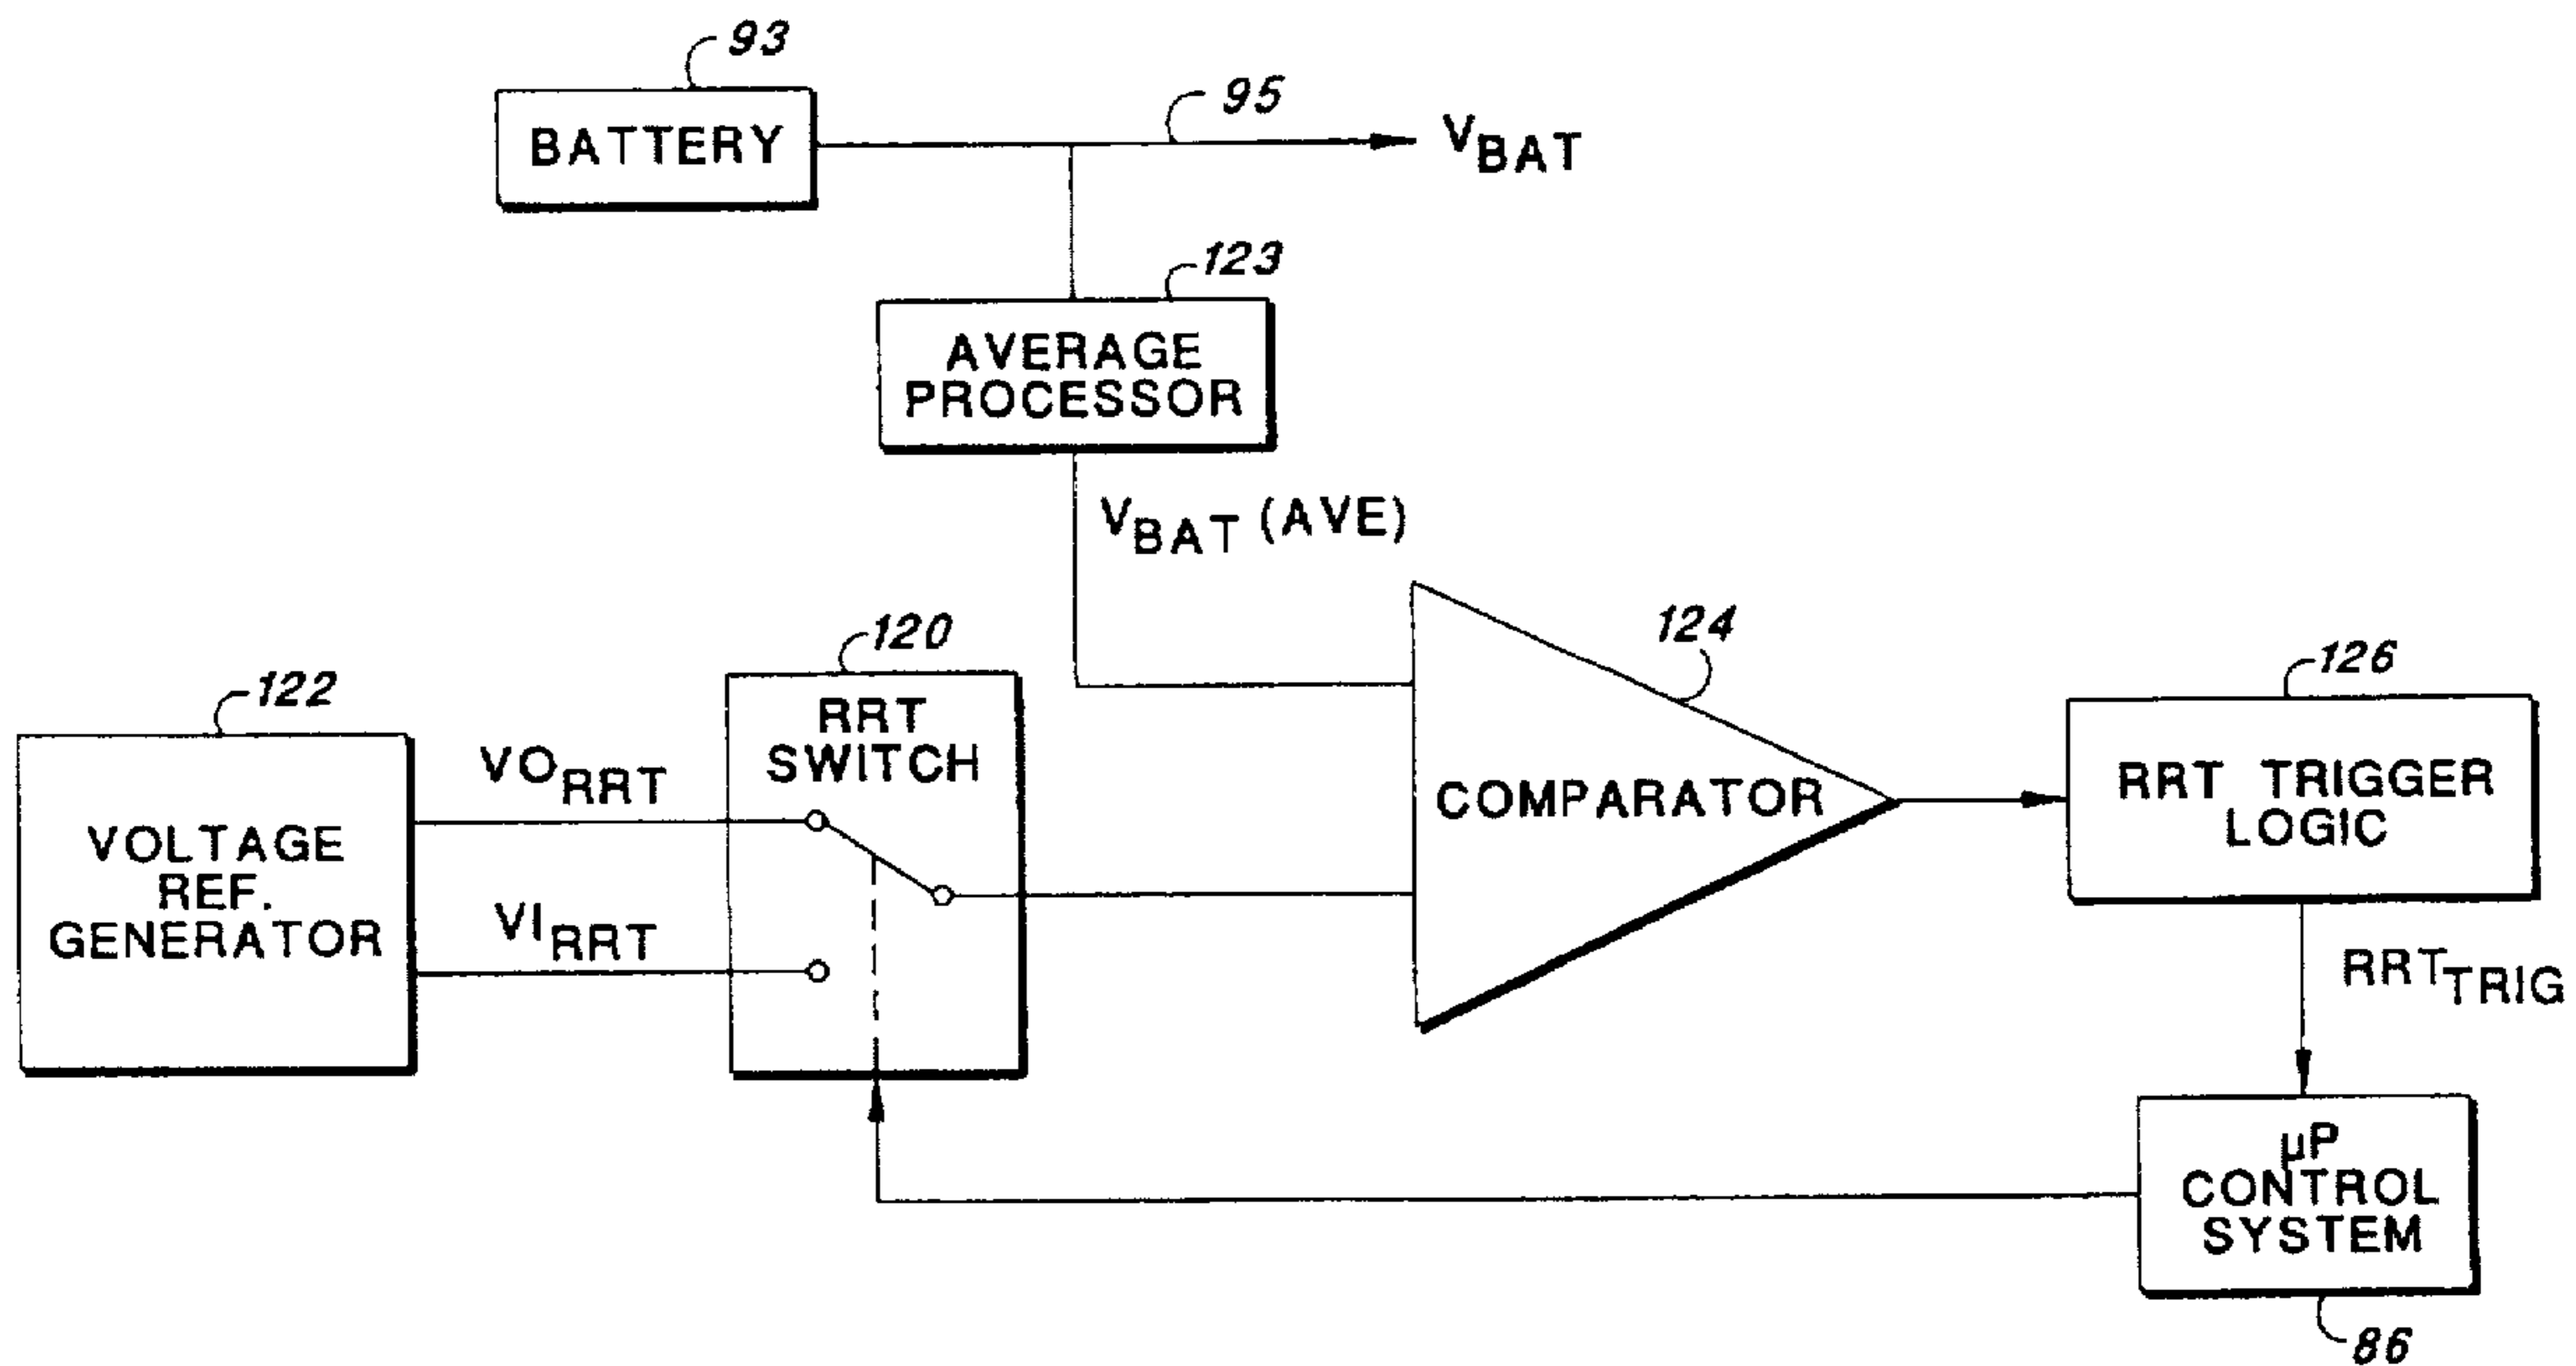 93
BATTERY
95
VBAT
123
AVERAGE
PROCESSOR
VBAT (AVE)
122
VOLTAGE
REF.
GENERATOR
VORRT
VIRRT
120
RRT
SWITCH
124
COMPARATOR
126
RRT TRIGGER
LOGIC
RRTTRIG
µP
CONTROL
SYSTEM
86